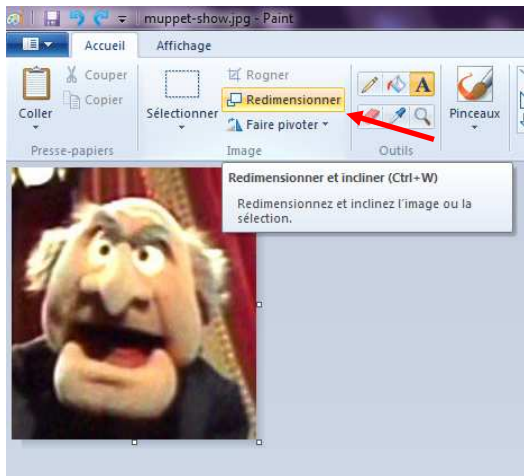 muppet-show.jpg - Paint
Accueil Affichage
Coller
Couper
Copier
Presse-papiers
Sélectionner
Rogner
Redimensionner
Faire pivoter
Image
A
Outils
Pinceaux
Redimensionner et incliner (Ctrl+W)
Redimensionnez et inclinez l'image ou la
sélection.